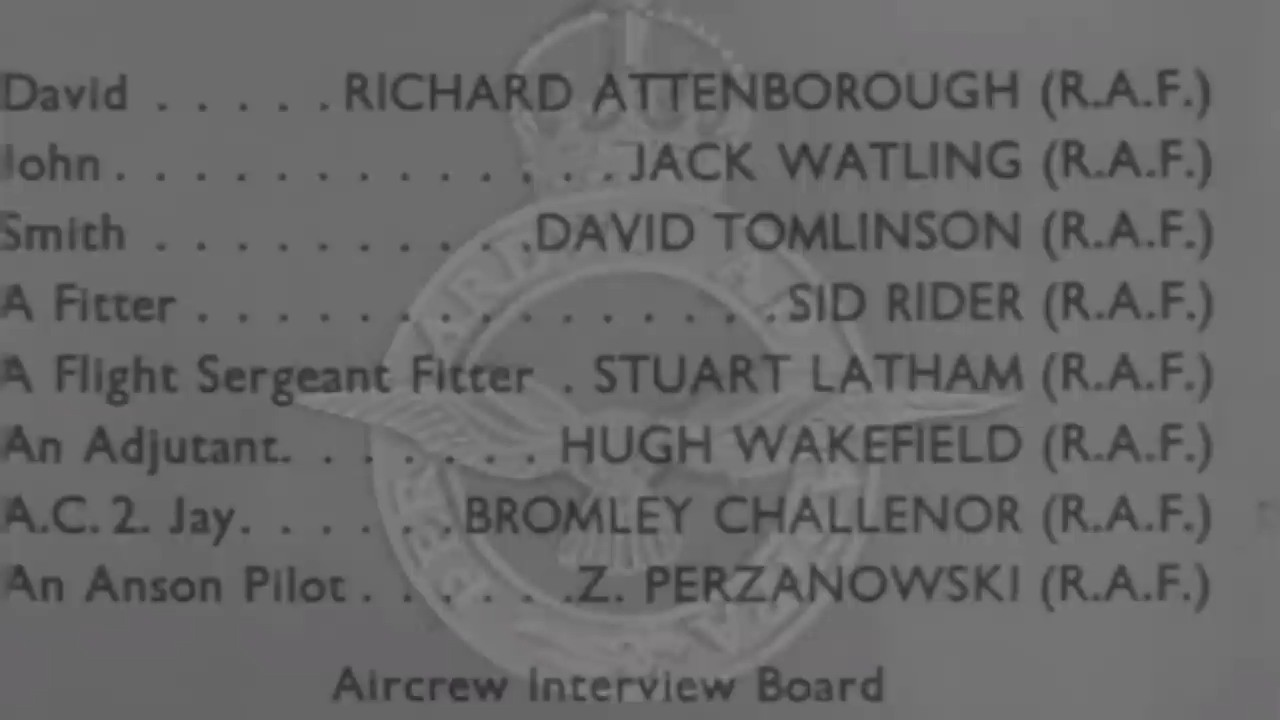 David . . . . . RICHARD ATTENBOROUGH (R.A.F.)
John . . . . . . . . . . . . . . JACK WATLING (R.A.F.)
Smith . . . . . . . . . . . DAVID TOMLINSON (R.A.F.)
A Fitter . . . . . . . . . . . . . . . . SID RIDER (R.A.F.)
A Flight Sergeant Fitter . STUART LATHAM (R.A.F.)
An Adjutant. . . . . . . . HUGH WAKEFIELD (R.A.F.)
A.C. 2. Jay. . . . . . . BROMLEY CHALLENOR (R.A.F.)
An Anson Pilot . . . . . . . Z. PERZANOWSKI (R.A.F.)
Aircrew Interview Board